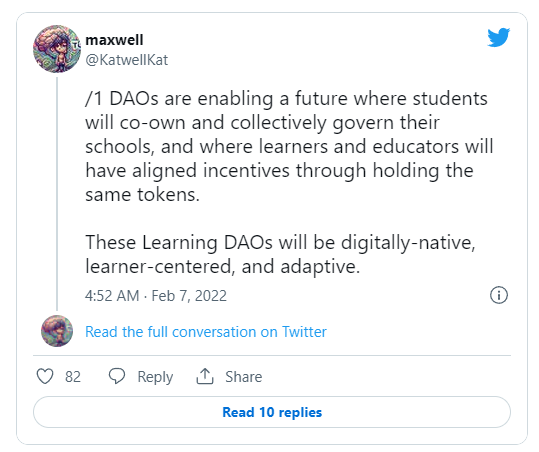 maxwell
@KatwellKat
/1 DAOs are enabling a future where students
will co-own and collectively govern their
schools, and where learners and educators will
have aligned incentives through holding the
same tokens.
These Learning DAOs will be digitally-native,
learner-centered, and adaptive.
4:52 AM · Feb 7, 2022
Read the full conversation on Twitter
82 Reply Share
Read 10 replies